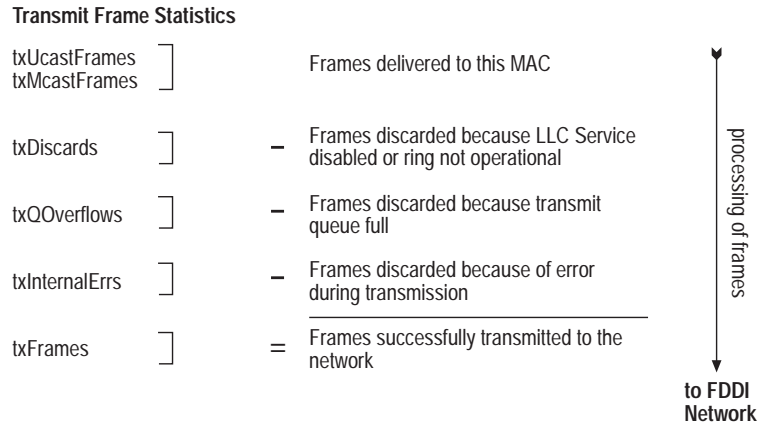 Transmit Frame Statistics
txUcastFrames
txMcastFrames
Frames delivered to this MAC
txDiscards
– Frames discarded because LLC Service
disabled or ring not operational
txQOverflows
– Frames discarded because transmit
queue full
txInternalErrs
– Frames discarded because of error
during transmission
txFrames
= Frames successfully transmitted to the
network
processing of frames
to FDDI
Network